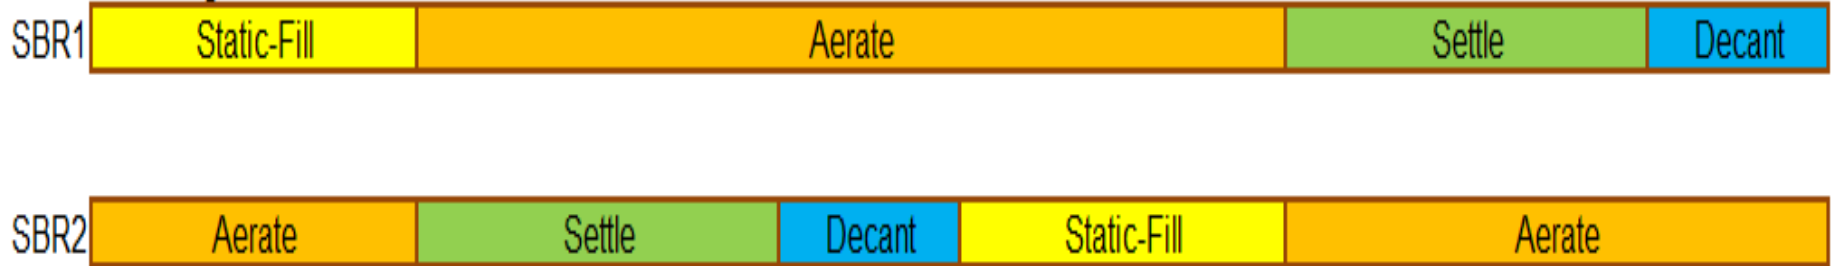 SBR1 Static-Fill Aerate Settle Decant
SBR2 Aerate Settle Decant Static-Fill Aerate